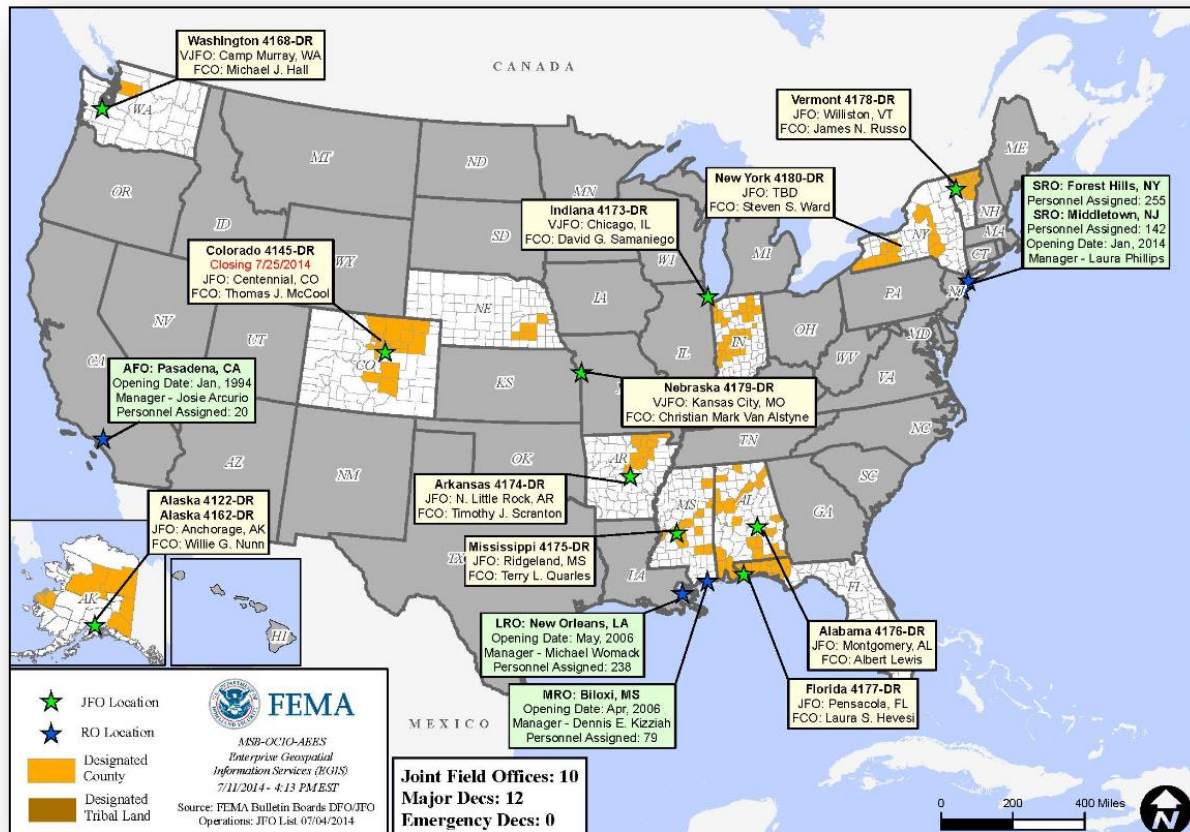 CANADA
Washington 4168-DR
VJFO: Camp Murray, WA
FCO: Michael J. Hall
WA
MT
ND
MN
OR
ID
SD
WI
MI
WY
Vermont 4178-DR
JFO: Williston, VT
FCO: James N. Russo
ME
New York 4180-DR
JFO: TBD
FCO: Steven S. Ward
NH
NY
MA
CT
SRO: Forest Hills, NY
Personnel Assigned: 255
SRO: Middletown, NJ
Personnel Assigned: 142
Opening Date: Jan, 2014
Manager - Laura Phillips
Indiana 4173-DR
VJFO: Chicago, IL
FCO: David G. Samaniego
Colorado 4145-DR
Closing 7/25/2014
JFO: Centennial, CO
FCO: Thomas J. McCool
NE
IA
PA
NJ
NV
UT
CO
IL
IN
OH
MD
WV
VA
CA
KS
AFO: Pasadena, CA
Opening Date: Jan, 1994
Manager - Josie Arcurio
Personnel Assigned: 20
Nebraska 4179-DR
VJFO: Kansas City, MO
FCO: Christian Mark Van Alstyne
TN
NC
AZ
NM
OK
AR
SC
Arkansas 4174-DR
JFO: N. Little Rock, AR
FCO: Timothy J. Scranton
MS
AL
GA
Alaska 4122-DR
Alaska 4162-DR
JFO: Anchorage, AK
FCO: Willie G. Nunn
Mississippi 4175-DR
JFO: Ridgeland, MS
FCO: Terry L. Quarles
TX
LA
FL
AK
HI
LRO: New Orleans, LA
Opening Date: May, 2006
Manager - Michael Womack
Personnel Assigned: 238
Alabama 4176-DR
JFO: Montgomery, AL
FCO: Albert Lewis
MRO: Biloxi, MS
Opening Date: Apr, 2006
Manager - Dennis E. Kizziah
Personnel Assigned: 79
Florida 4177-DR
JFO: Pensacola, FL
FCO: Laura S. Hevesi
MEXICO
JFO Location
RO Location
Designated
County
Designated
Tribal Land
FEMA
MSB-OCIO-AEES
Enterprise Geospatial
Information Services (EGIS)
7/11/2014 - 4:13 PM EST
Source: FEMA Bulletin Boards DFO/JFO
Operations: JFO List 07/04/2014
Joint Field Offices: 10
Major Decs: 12
Emergency Decs: 0
0 200 400 Miles
N